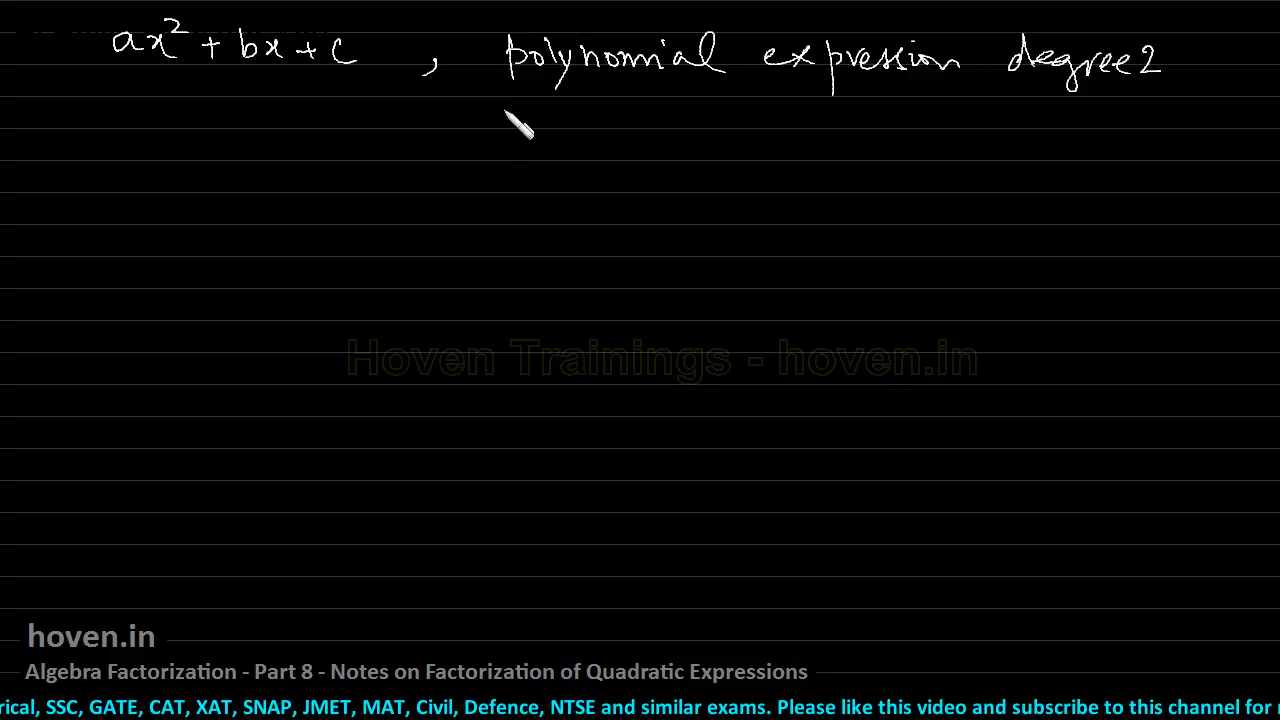 ax² + bx + c , polynomial expression degree 2
Hoven Trainings - hoven.in
hoven.in
Algebra Factorization - Part 8 - Notes on Factorization of Quadratic Expressions
SSC, GATE, CAT, XAT, SNAP, JMET, MAT, Civil, Defence, NTSE and similar exams. Please like this video and subscribe to this channel for